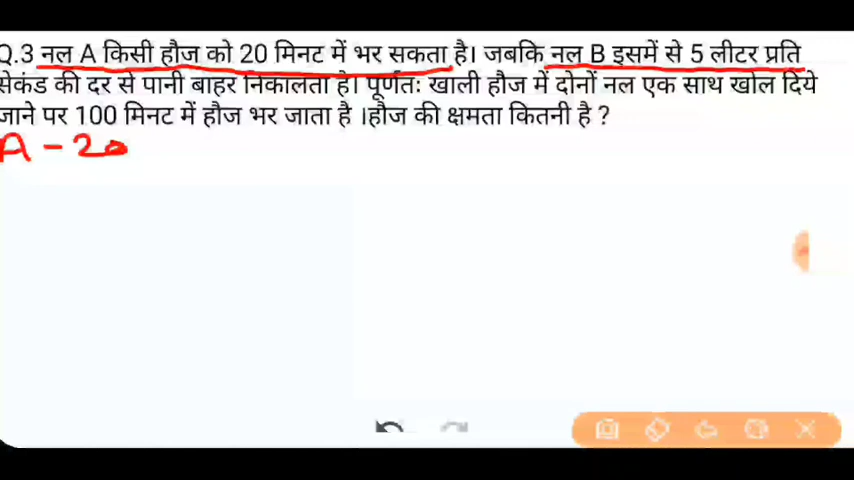 Q.3 नल A किसी हौज को 20 मिनट में भर सकता है। जबकि नल B इसमें से 5 लीटर प्रति
सेकंड की दर से पानी बाहर निकालता है। पूर्णतः खाली हौज में दोनों नल एक साथ खोल दिये
जाने पर 100 मिनट में हौज भर जाता है ।हौज की क्षमता कितनी है ?
A - 20